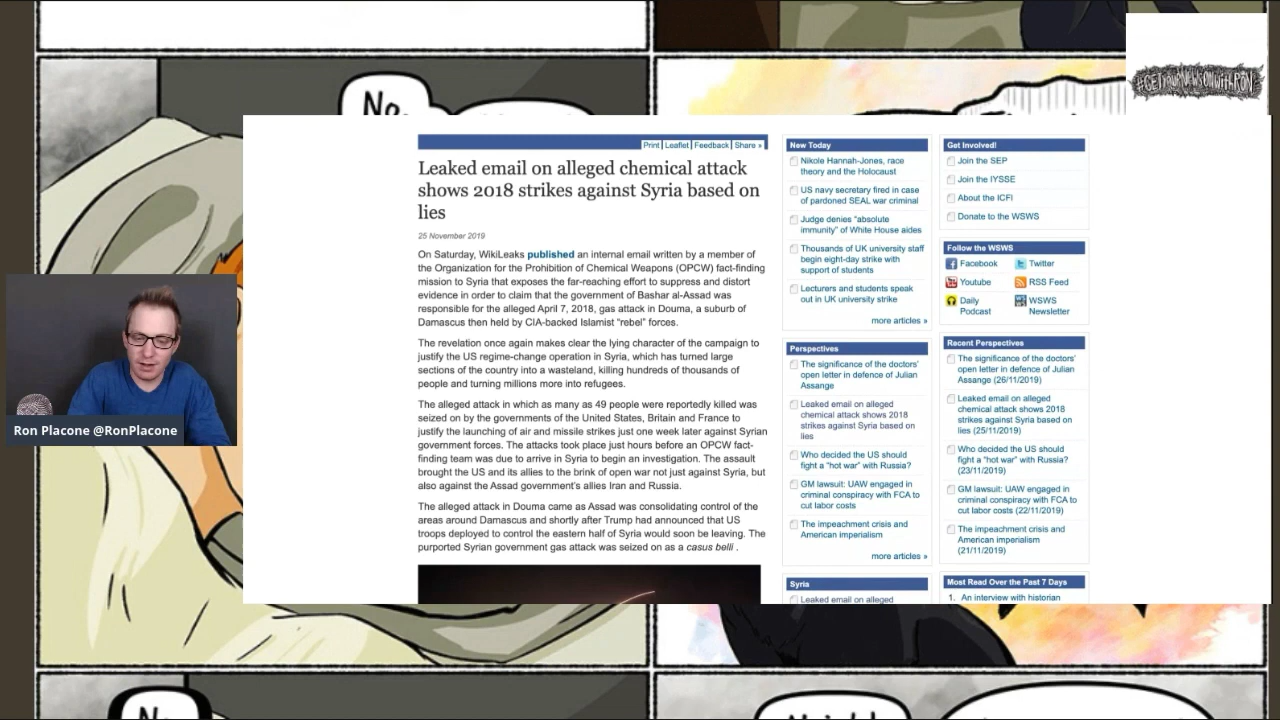 No.
#GETYOURNEWSONWITHRON
Print | Leaflet | Feedback | Share »
Leaked email on alleged chemical attack
shows 2018 strikes against Syria based on
lies
25 November 2019
On Saturday, WikiLeaks published an internal email written by a member of
the Organization for the Prohibition of Chemical Weapons (OPCW) fact-finding
mission to Syria that exposes the far-reaching effort to suppress and distort
evidence in order to claim that the government of Bashar al-Assad was
responsible for the alleged April 7, 2018, gas attack in Douma, a suburb of
Damascus then held by CIA-backed Islamist “rebel” forces.
The revelation once again makes clear the lying character of the campaign to
justify the US regime-change operation in Syria, which has turned large
sections of the country into a wasteland, killing hundreds of thousands of
people and turning millions more into refugees.
The alleged attack in which as many as 49 people were reportedly killed was
seized on by the governments of the United States, Britain and France to
justify the launching of air and missile strikes just one week later against Syrian
government forces. The attacks took place just hours before an OPCW fact-
finding team was due to arrive in Syria to begin an investigation. The assault
brought the US and its allies to the brink of open war not just against Syria, but
also against the Assad government’s allies Iran and Russia.
The alleged attack in Douma came as Assad was consolidating control of the
areas around Damascus and shortly after Trump had announced that US
troops deployed to control the eastern half of Syria would soon be leaving. The
purported Syrian government gas attack was seized on as a casus belli .
New Today
Nikole Hannah-Jones, race
theory and the Holocaust
US navy secretary fired in case
of pardoned SEAL war criminal
Judge denies “absolute
immunity” of White House aides
Thousands of UK university staff
begin eight-day strike with
support of students
Lecturers and students speak
out in UK university strike
more articles »
Perspectives
The significance of the doctors’
open letter in defence of Julian
Assange
Leaked email on alleged
chemical attack shows 2018
strikes against Syria based on
lies
Who decided the US should
fight a “hot war” with Russia?
GM lawsuit: UAW engaged in
criminal conspiracy with FCA to
cut labor costs
The impeachment crisis and
American imperialism
more articles »
Syria
Leaked email on alleged
Get Involved!
Join the SEP
Join the IYSSE
About the ICFI
Donate to the WSWS
Follow the WSWS
Facebook
Twitter
Youtube
RSS Feed
Daily
Podcast
WSWS
Newsletter
Recent Perspectives
The significance of the doctors’
open letter in defence of Julian
Assange (26/11/2019)
Leaked email on alleged
chemical attack shows 2018
strikes against Syria based on
lies (25/11/2019)
Who decided the US should
fight a “hot war” with Russia?
(23/11/2019)
GM lawsuit: UAW engaged in
criminal conspiracy with FCA to
cut labor costs (22/11/2019)
The impeachment crisis and
American imperialism
(21/11/2019)
Most Read Over the Past 7 Days
1. An interview with historian
Ron Placone @RonPlacone